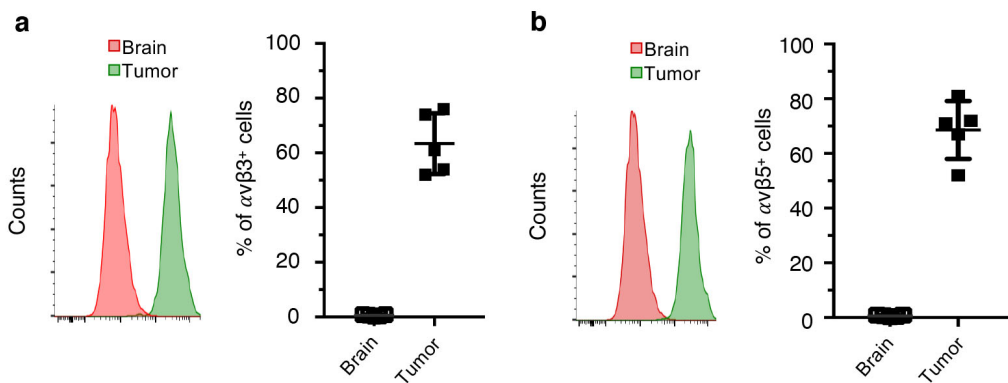 a
Brain
Tumor
Counts
% of αvβ3⁺ cells
100
80
60
40
20
0
Brain
Tumor
b
Brain
Tumor
Counts
% of αvβ5⁺ cells
100
80
60
40
20
0
Brain
Tumor